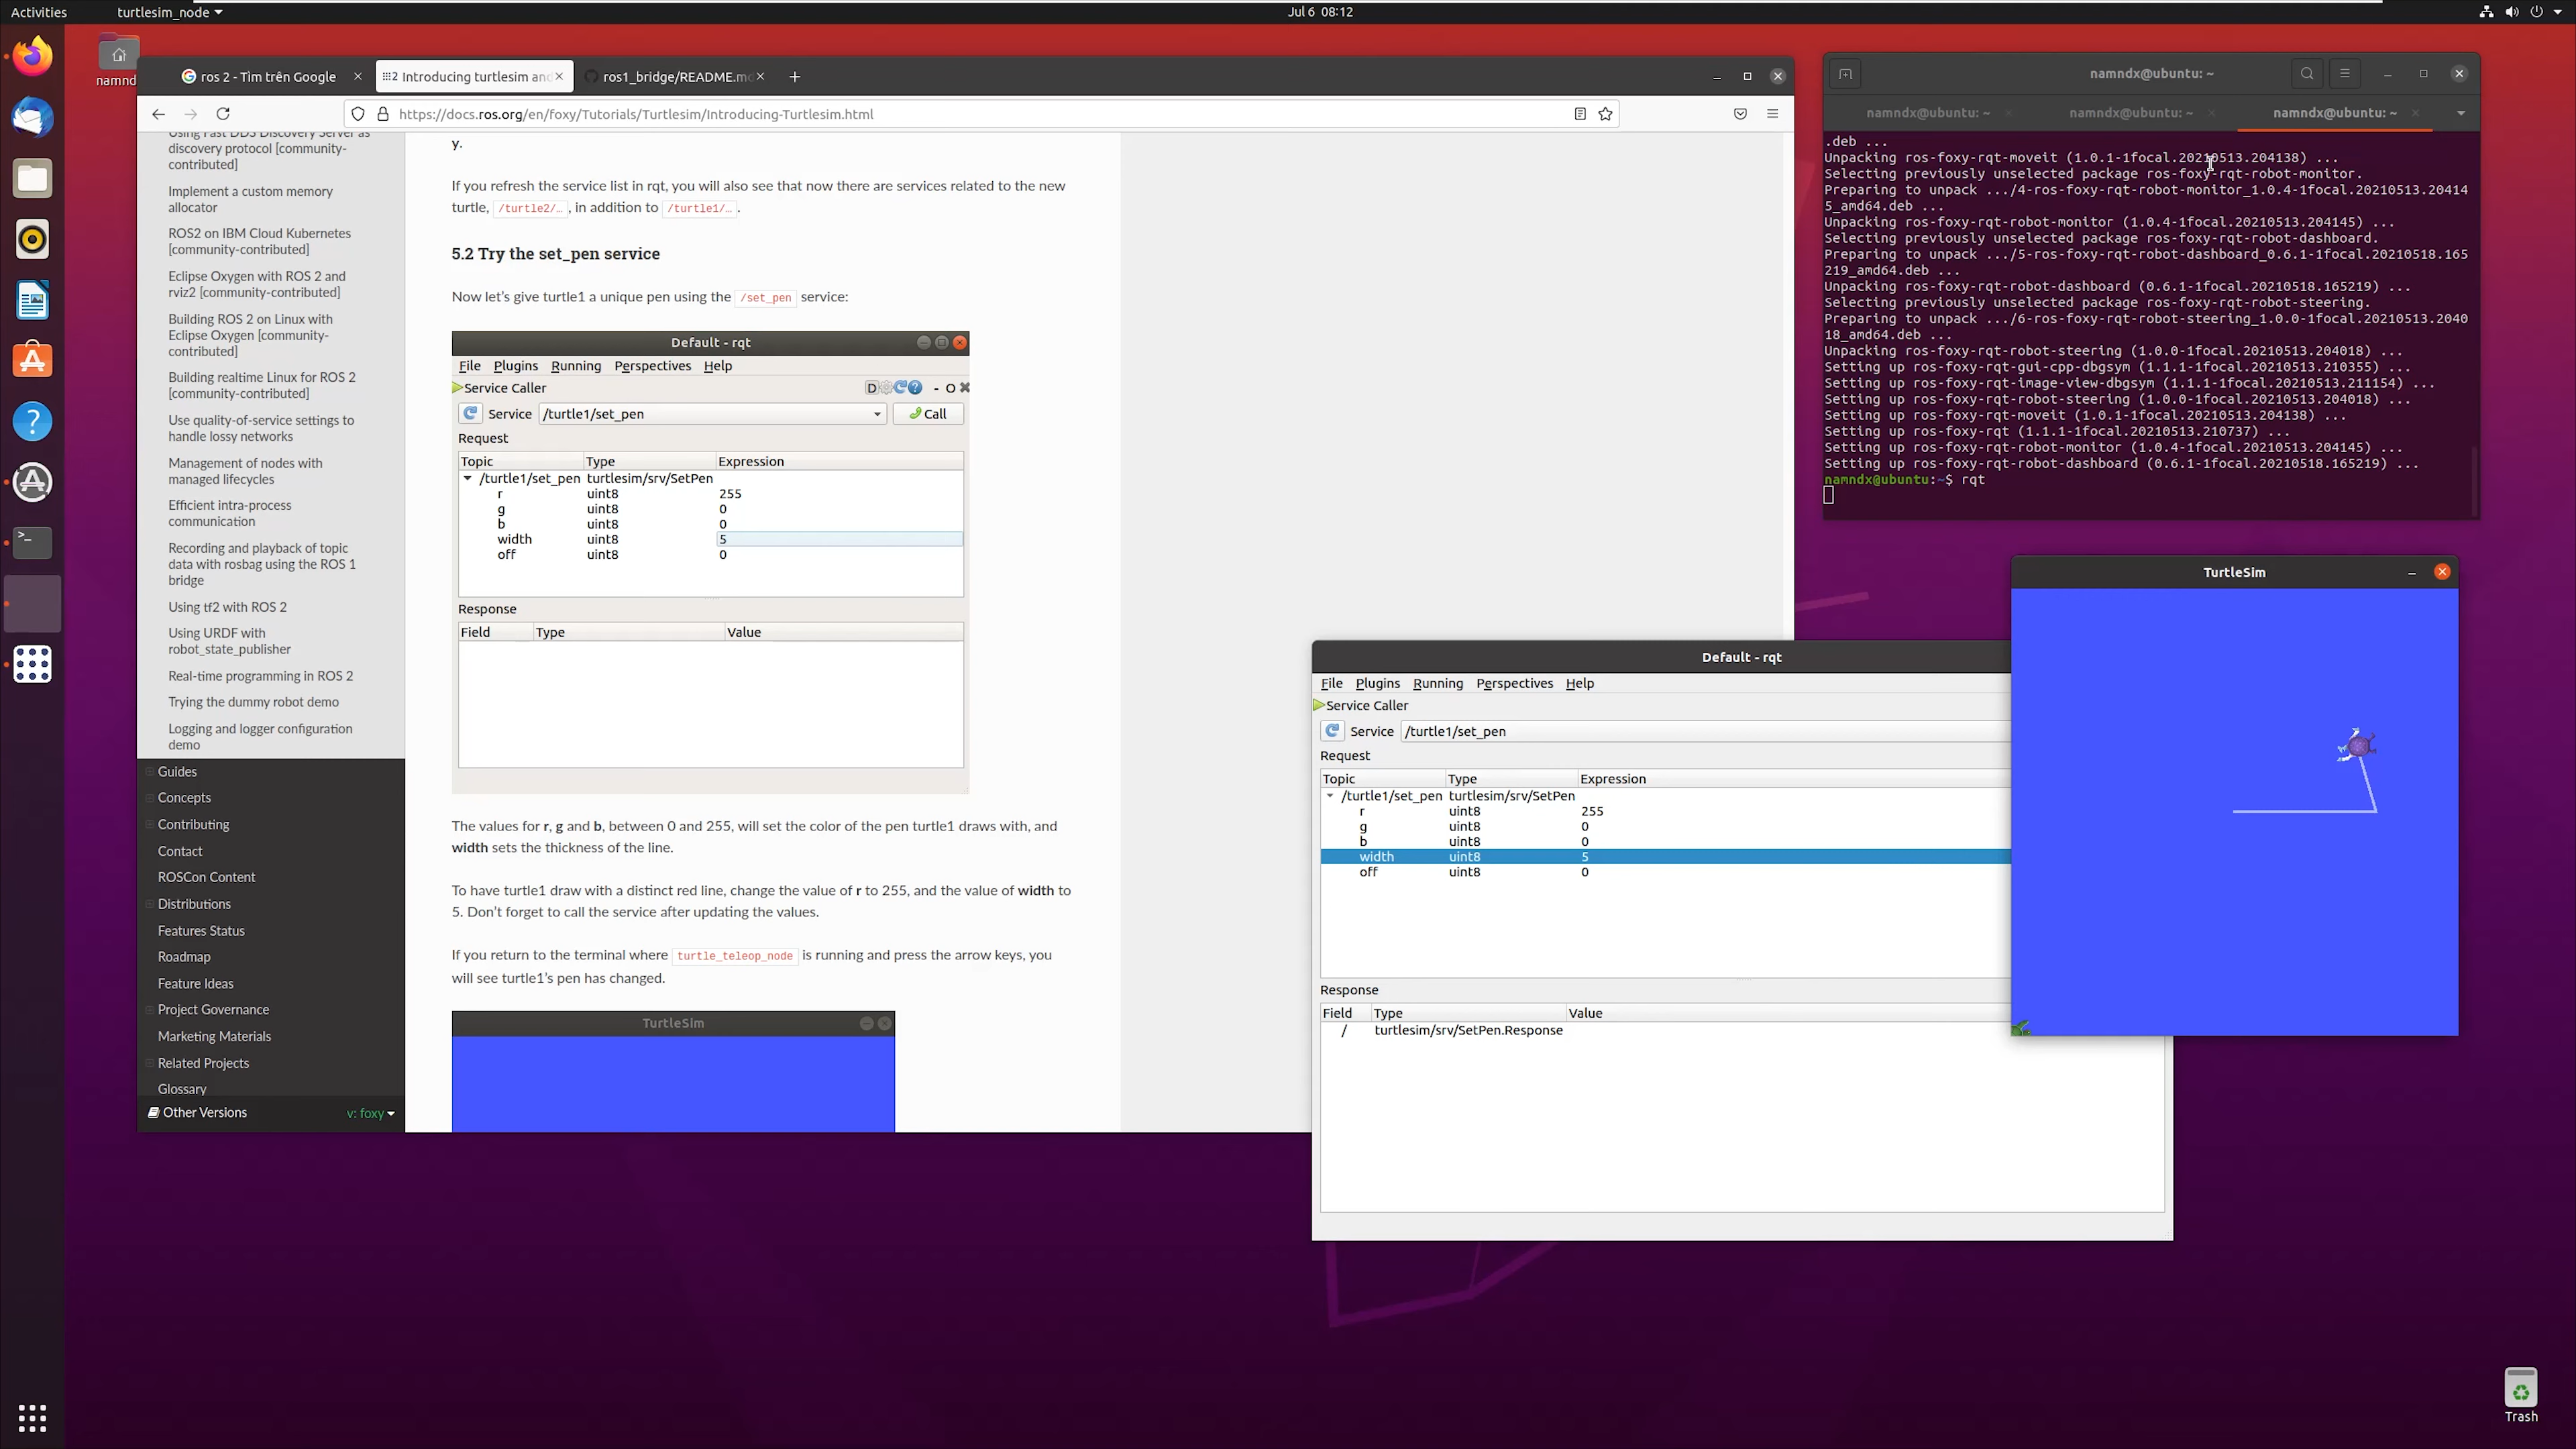 Activities
turtlesim_node
Jul 6 08:12
namnd
ros 2 - Tìm trên Google
Introducing turtlesim and
ros1_bridge/README.md
https://docs.ros.org/en/foxy/Tutorials/Turtlesim/Introducing-Turtlesim.html
Using Fast DDS Discovery Server as
discovery protocol [community-
contributed]
Implement a custom memory
allocator
ROS2 on IBM Cloud Kubernetes
[community-contributed]
Eclipse Oxygen with ROS 2 and
rviz2 [community-contributed]
Building ROS 2 on Linux with
Eclipse Oxygen [community-
contributed]
Building realtime Linux for ROS 2
[community-contributed]
Use quality-of-service settings to
handle lossy networks
Management of nodes with
managed lifecycles
Efficient intra-process
communication
Recording and playback of topic
data with rosbag using the ROS 1
bridge
Using tf2 with ROS 2
Using URDF with
robot_state_publisher
Real-time programming in ROS 2
Trying the dummy robot demo
Logging and logger configuration
demo
Guides
Concepts
Contributing
Contact
ROSCon Content
Distributions
Features Status
Roadmap
Feature Ideas
Project Governance
Marketing Materials
Related Projects
Glossary
Other Versions v: foxy
y.
If you refresh the service list in rqt, you will also see that now there are services related to the new
turtle, /turtle2/… , in addition to /turtle1/… .
5.2 Try the set_pen service
Now let's give turtle1 a unique pen using the /set_pen service:
Default - rqt
File Plugins Running Perspectives Help
Service Caller D - O
Service /turtle1/set_pen Call
Request
Topic Type Expression
/turtle1/set_pen turtlesim/srv/SetPen
r uint8 255
g uint8 0
b uint8 0
width uint8 5
off uint8 0
Response
Field Type Value
The values for r, g and b, between 0 and 255, will set the color of the pen turtle1 draws with, and
width sets the thickness of the line.
To have turtle1 draw with a distinct red line, change the value of r to 255, and the value of width to
5. Don't forget to call the service after updating the values.
If you return to the terminal where turtle_teleop_node is running and press the arrow keys, you
will see turtle1's pen has changed.
TurtleSim
namndx@ubuntu: ~
namndx@ubuntu: ~ namndx@ubuntu: ~ namndx@ubuntu: ~
.deb ...
Unpacking ros-foxy-rqt-moveit (1.0.1-1focal.20210513.204138) ...
Selecting previously unselected package ros-foxy-rqt-robot-monitor.
Preparing to unpack .../4-ros-foxy-rqt-robot-monitor_1.0.4-1focal.20210513.20414
5_amd64.deb ...
Unpacking ros-foxy-rqt-robot-monitor (1.0.4-1focal.20210513.204145) ...
Selecting previously unselected package ros-foxy-rqt-robot-dashboard.
Preparing to unpack .../5-ros-foxy-rqt-robot-dashboard_0.6.1-1focal.20210518.165
219_amd64.deb ...
Unpacking ros-foxy-rqt-robot-dashboard (0.6.1-1focal.20210518.165219) ...
Selecting previously unselected package ros-foxy-rqt-robot-steering.
Preparing to unpack .../6-ros-foxy-rqt-robot-steering_1.0.0-1focal.20210513.2040
18_amd64.deb ...
Unpacking ros-foxy-rqt-robot-steering (1.0.0-1focal.20210513.204018) ...
Setting up ros-foxy-rqt-gui-cpp-dbgsym (1.1.1-1focal.20210513.210355) ...
Setting up ros-foxy-rqt-image-view-dbgsym (1.1.1-1focal.20210513.211154) ...
Setting up ros-foxy-rqt-robot-steering (1.0.0-1focal.20210513.204018) ...
Setting up ros-foxy-rqt-moveit (1.0.1-1focal.20210513.204138) ...
Setting up ros-foxy-rqt (1.1.1-1focal.20210513.210737) ...
Setting up ros-foxy-rqt-robot-monitor (1.0.4-1focal.20210513.204145) ...
Setting up ros-foxy-rqt-robot-dashboard (0.6.1-1focal.20210518.165219) ...
namndx@ubuntu:~$ rqt
TurtleSim
Default - rqt
File Plugins Running Perspectives Help
Service Caller
Service /turtle1/set_pen
Request
Topic Type Expression
/turtle1/set_pen turtlesim/srv/SetPen
r uint8 255
g uint8 0
b uint8 0
width uint8 5
off uint8 0
Response
Field Type Value
/ turtlesim/srv/SetPen.Response
Trash